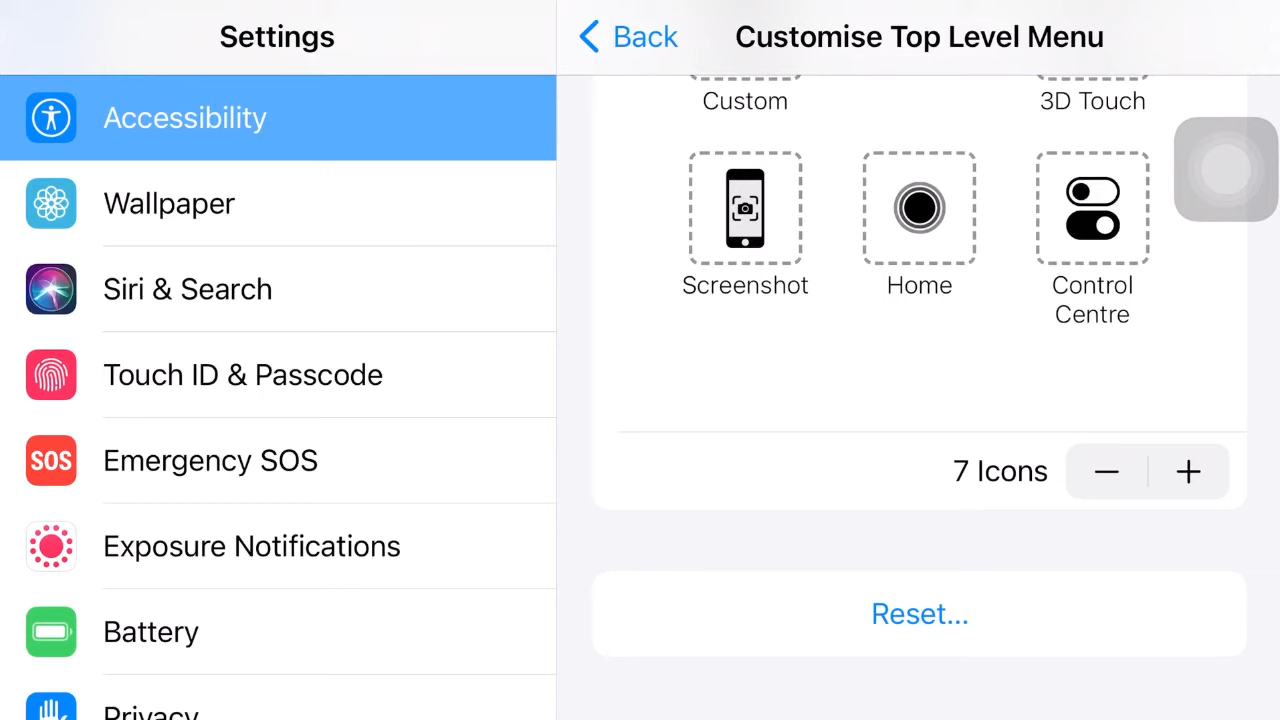 Settings
Accessibility
Wallpaper
Siri & Search
Touch ID & Passcode
SOS
Emergency SOS
Exposure Notifications
Battery
Privacy
Back
Customise Top Level Menu
Custom
3D Touch
Screenshot
Home
Control
Centre
7 Icons
Reset...